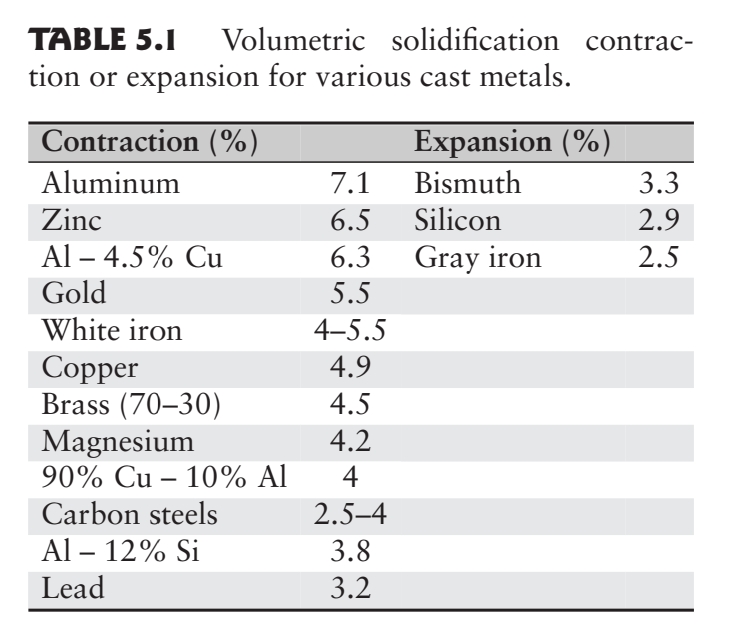 TABLE 5.1 Volumetric solidification contrac-
tion or expansion for various cast metals.
Contraction (%) Expansion (%)
Aluminum 7.1 Bismuth 3.3
Zinc 6.5 Silicon 2.9
Al – 4.5% Cu 6.3 Gray iron 2.5
Gold 5.5
White iron 4–5.5
Copper 4.9
Brass (70–30) 4.5
Magnesium 4.2
90% Cu – 10% Al 4
Carbon steels 2.5–4
Al – 12% Si 3.8
Lead 3.2